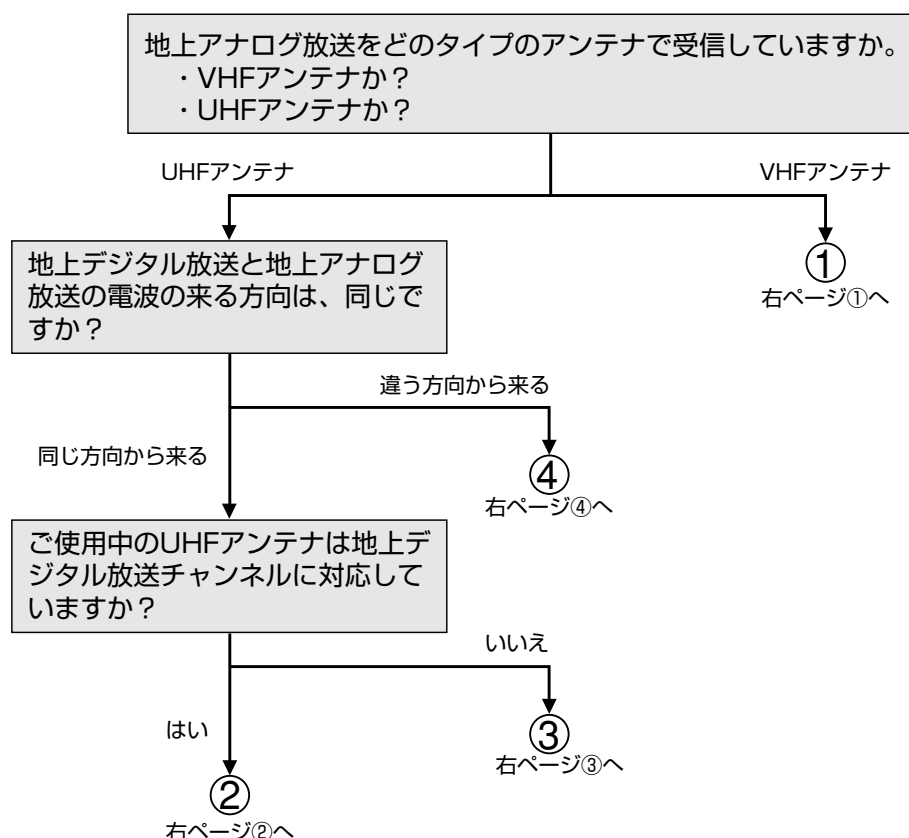 地上アナログ放送をどのタイプのアンテナで受信していますか。
・VHFアンテナか？
・UHFアンテナか？
UHFアンテナ
VHFアンテナ
①
右ページ①へ
地上デジタル放送と地上アナログ
放送の電波の来る方向は、同じで
すか？
違う方向から来る
同じ方向から来る
④
右ページ④へ
ご使用中のUHFアンテナは地上デ
ジタル放送チャンネルに対応して
いますか？
いいえ
はい
③
右ページ③へ
②
右ページ②へ